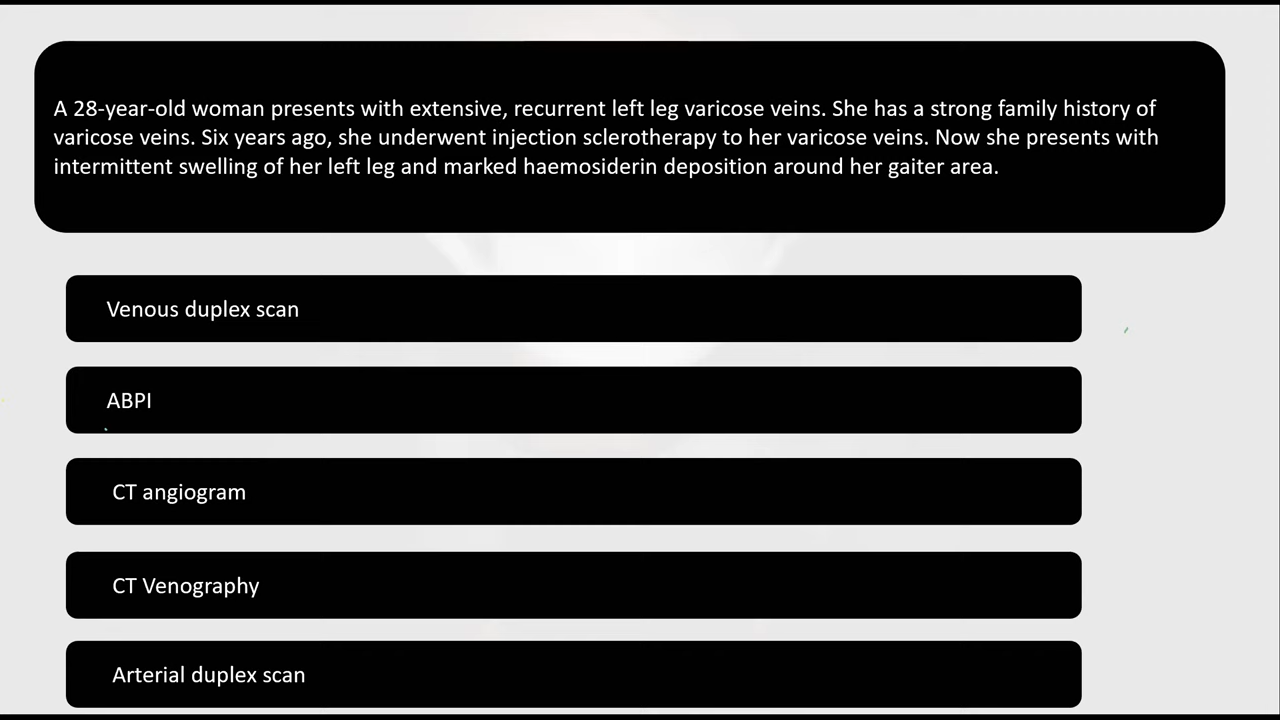 A 28-year-old woman presents with extensive, recurrent left leg varicose veins. She has a strong family history of
varicose veins. Six years ago, she underwent injection sclerotherapy to her varicose veins. Now she presents with
intermittent swelling of her left leg and marked haemosiderin deposition around her gaiter area.
Venous duplex scan
ABPI
CT angiogram
CT Venography
Arterial duplex scan